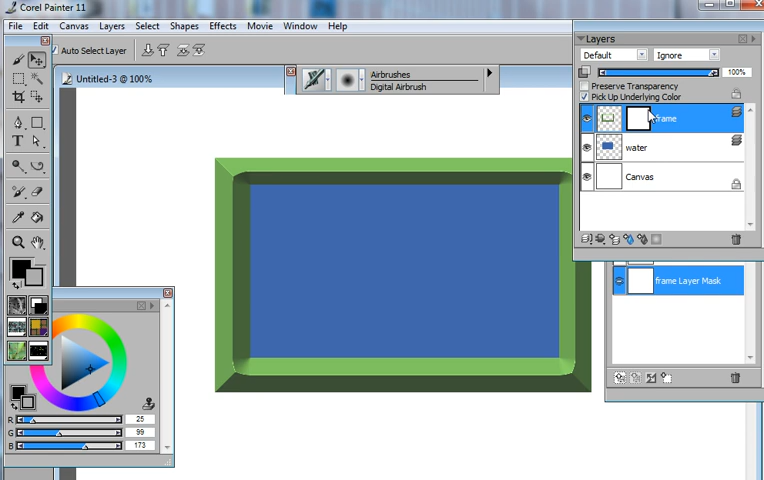 Corel Painter 11
File Edit Canvas Layers Select Shapes Effects Movie Window Help
Auto Select Layer
Untitled-3 @ 100%
Airbrushes
Digital Airbrush
Layers
Default Ignore
100%
Preserve Transparency
Pick Up Underlying Color
frame
water
Canvas
frame Layer Mask
T
R 25
G 99
B 173